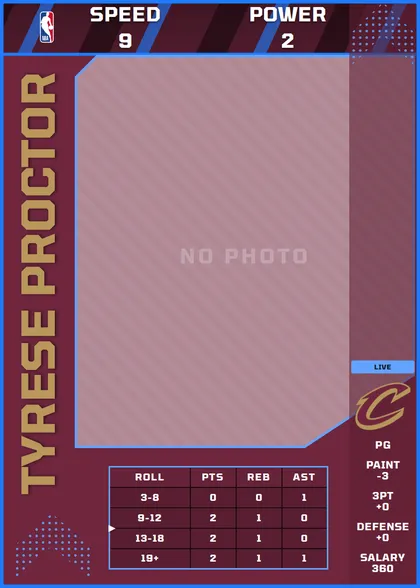 SPEED
9
POWER
2
TYRESE PROCTOR
NO PHOTO
LIVE
PG
PAINT
-3
3PT
+0
DEFENSE
+0
SALARY
360
ROLL PTS REB AST
3-8 0 0 1
9-12 2 1 0
13-18 2 1 0
19+ 2 1 1